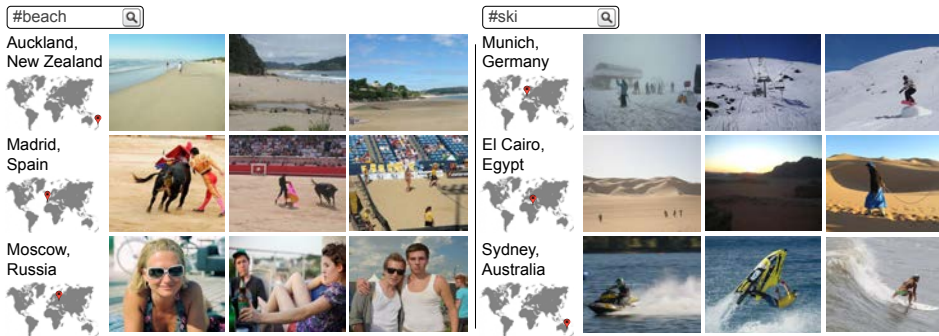 #beach
Auckland,
New Zealand
Madrid,
Spain
Moscow,
Russia
#ski
Munich,
Germany
El Cairo,
Egypt
Sydney,
Australia